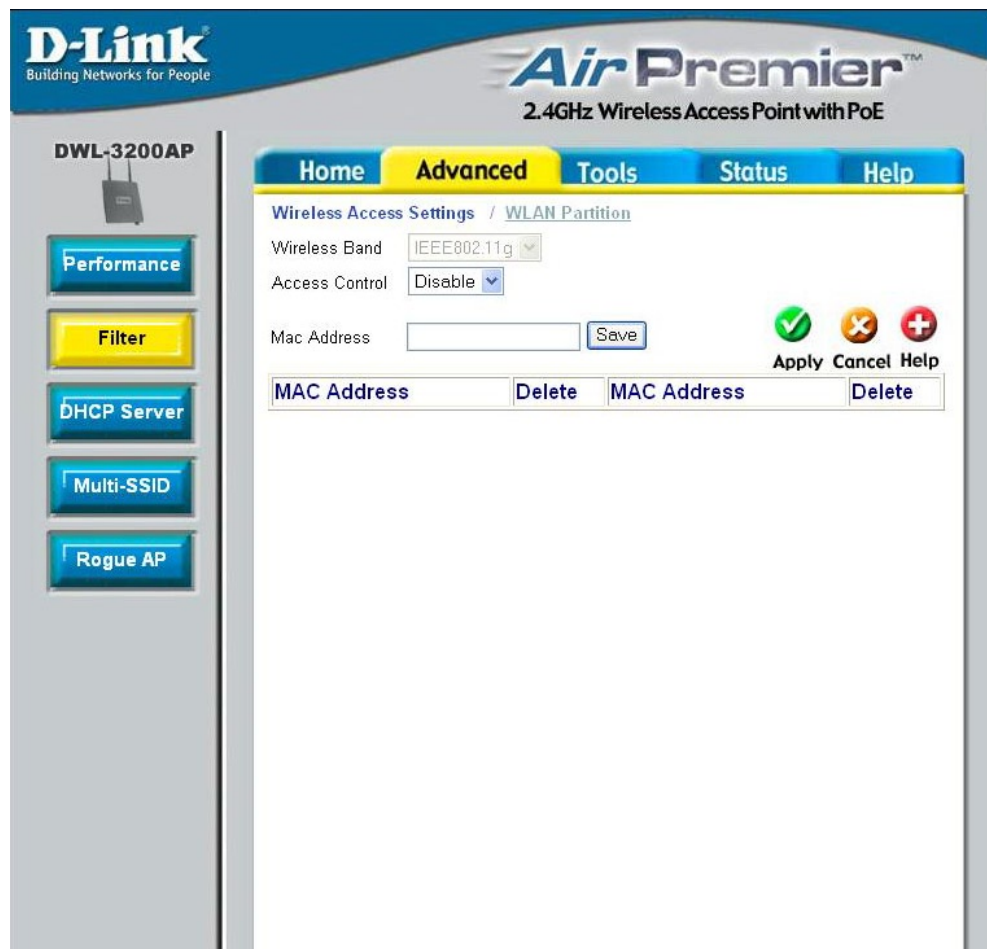 D-Link®
Building Networks for People
AirPremier™
2.4GHz Wireless Access Point with PoE
DWL-3200AP
Home Advanced Tools Status Help
Performance
Filter
DHCP Server
Multi-SSID
Rogue AP
Wireless Access Settings / WLAN Partition
Wireless Band IEEE802.11g
Access Control Disable
Mac Address Save
Apply Cancel Help
MAC Address Delete MAC Address Delete